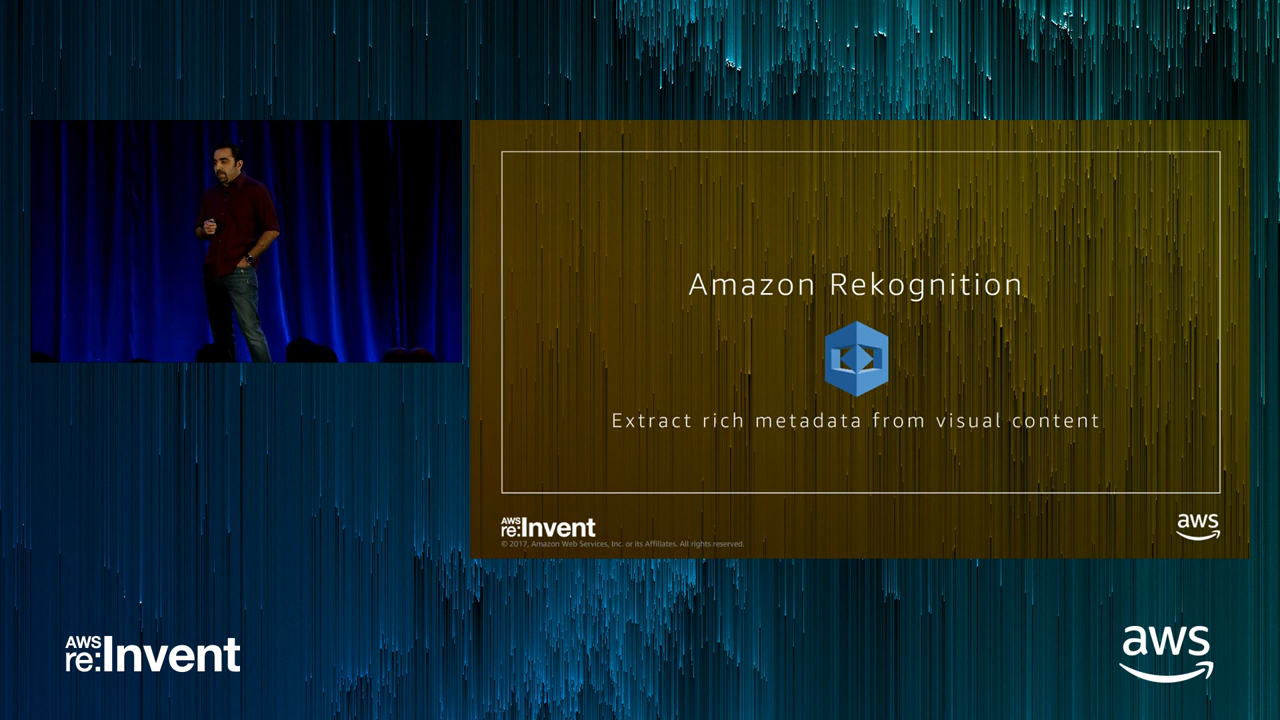 Amazon Rekognition
Extract rich metadata from visual content
AWS
re:Invent
© 2017, Amazon Web Services, Inc. or its Affiliates. All rights reserved.
aws
AWS
re:Invent
aws